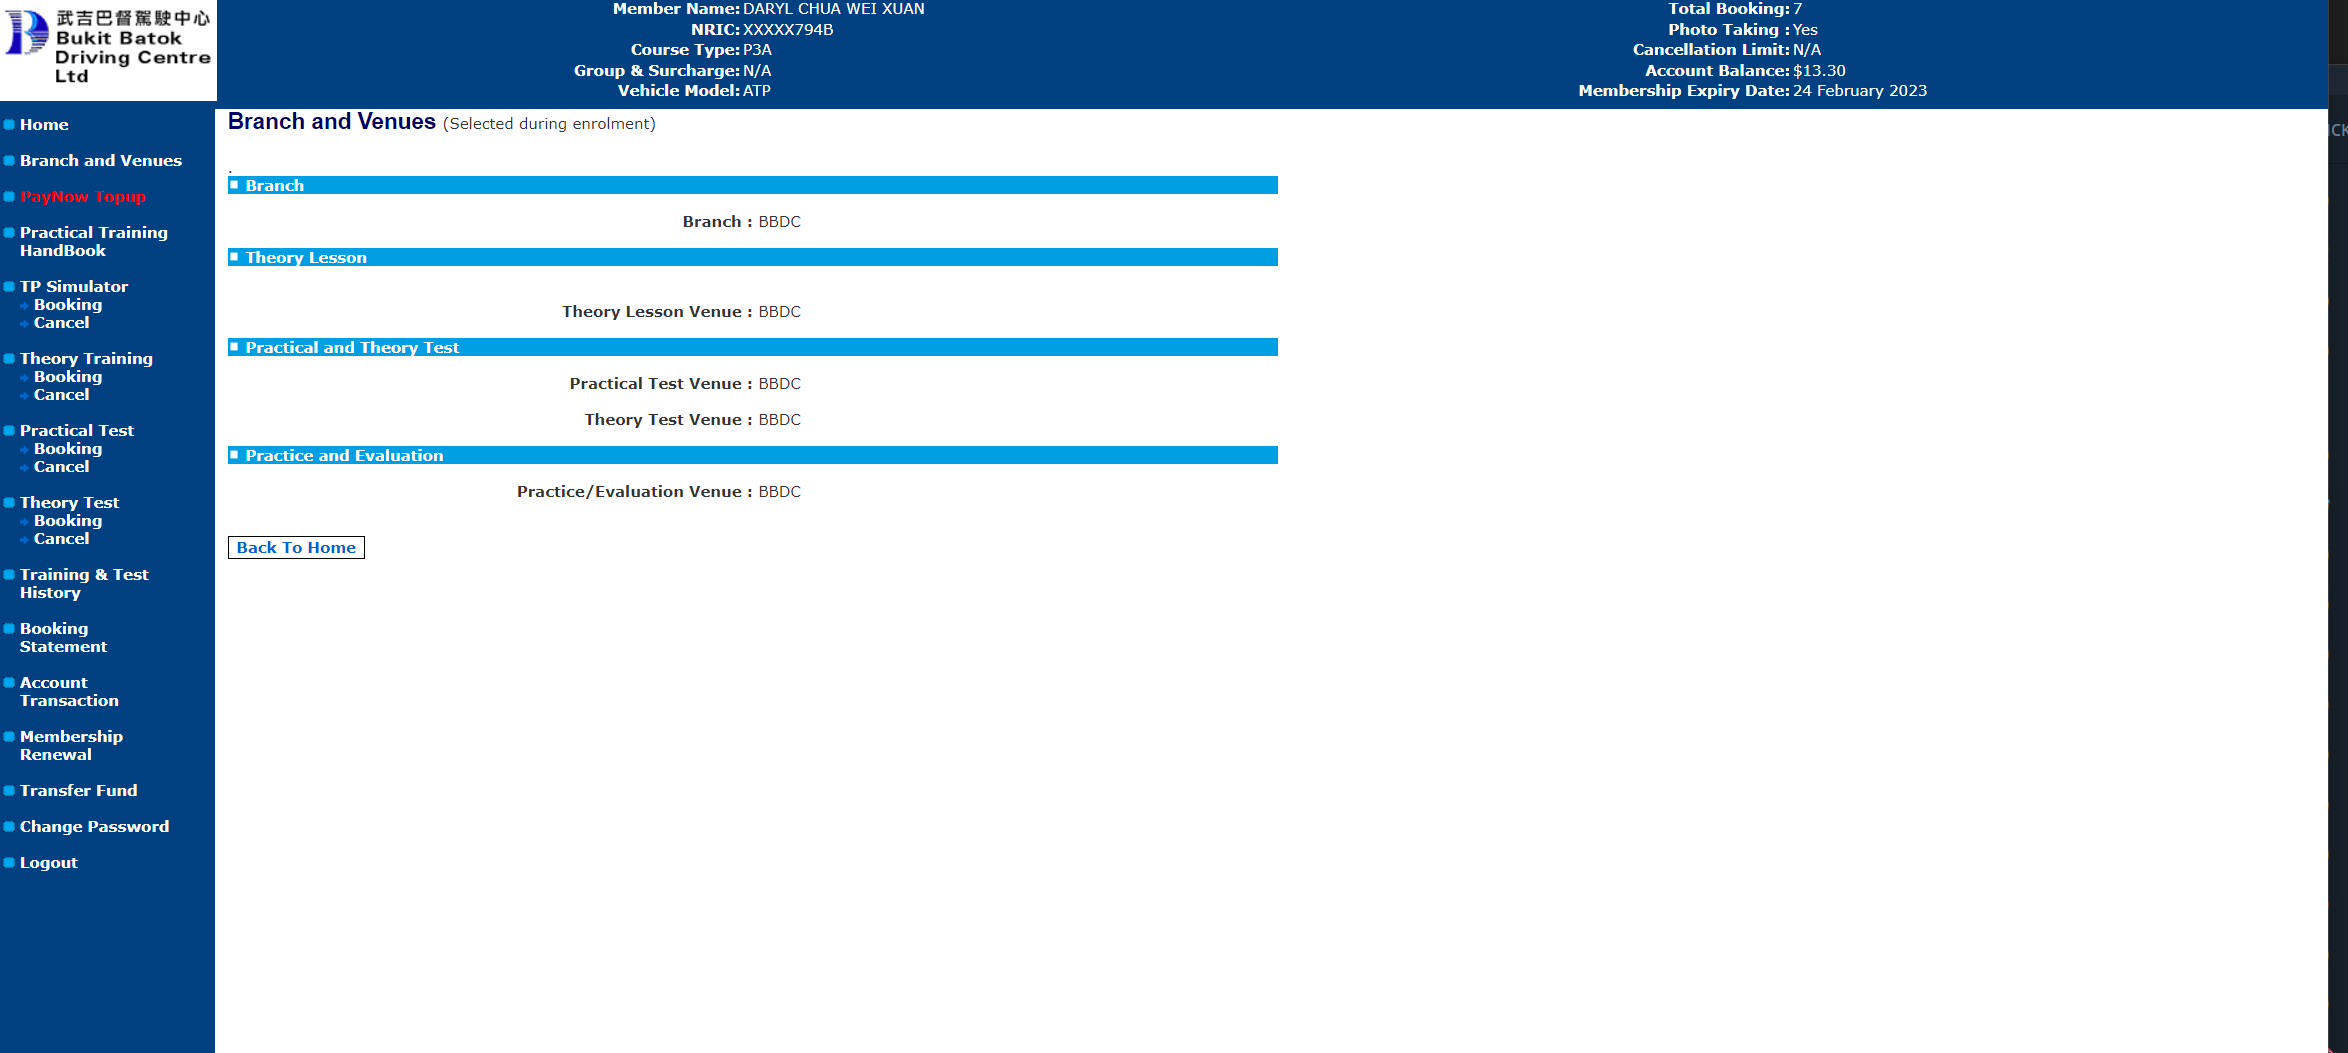 武吉巴督駕駛中心
Bukit Batok
Driving Centre
Ltd
Member Name: DARYL CHUA WEI XUAN
NRIC: XXXXX794B
Course Type: P3A
Group & Surcharge: N/A
Vehicle Model: ATP
Total Booking: 7
Photo Taking : Yes
Cancellation Limit: N/A
Account Balance: $13.30
Membership Expiry Date: 24 February 2023
Home
Branch and Venues
PayNow Topup
Practical Training
HandBook
TP Simulator
Booking
Cancel
Theory Training
Booking
Cancel
Practical Test
Booking
Cancel
Theory Test
Booking
Cancel
Training & Test
History
Booking
Statement
Account
Transaction
Membership
Renewal
Transfer Fund
Change Password
Logout
Branch and Venues (Selected during enrolment)
.
Branch
Branch : BBDC
Theory Lesson
Theory Lesson Venue : BBDC
Practical and Theory Test
Practical Test Venue : BBDC
Theory Test Venue : BBDC
Practice and Evaluation
Practice/Evaluation Venue : BBDC
Back To Home